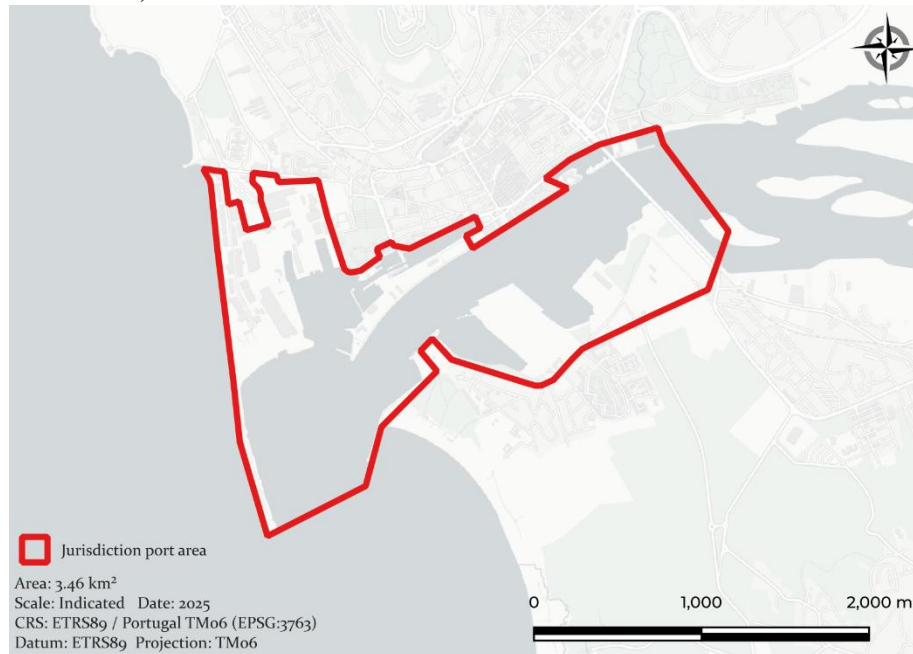 Jurisdiction port area
Area: 3.46 km²
Scale: Indicated Date: 2025
CRS: ETRS89 / Portugal TM06 (EPSG:3763)
Datum: ETRS89 Projection: TM06
0 1,000 2,000 m